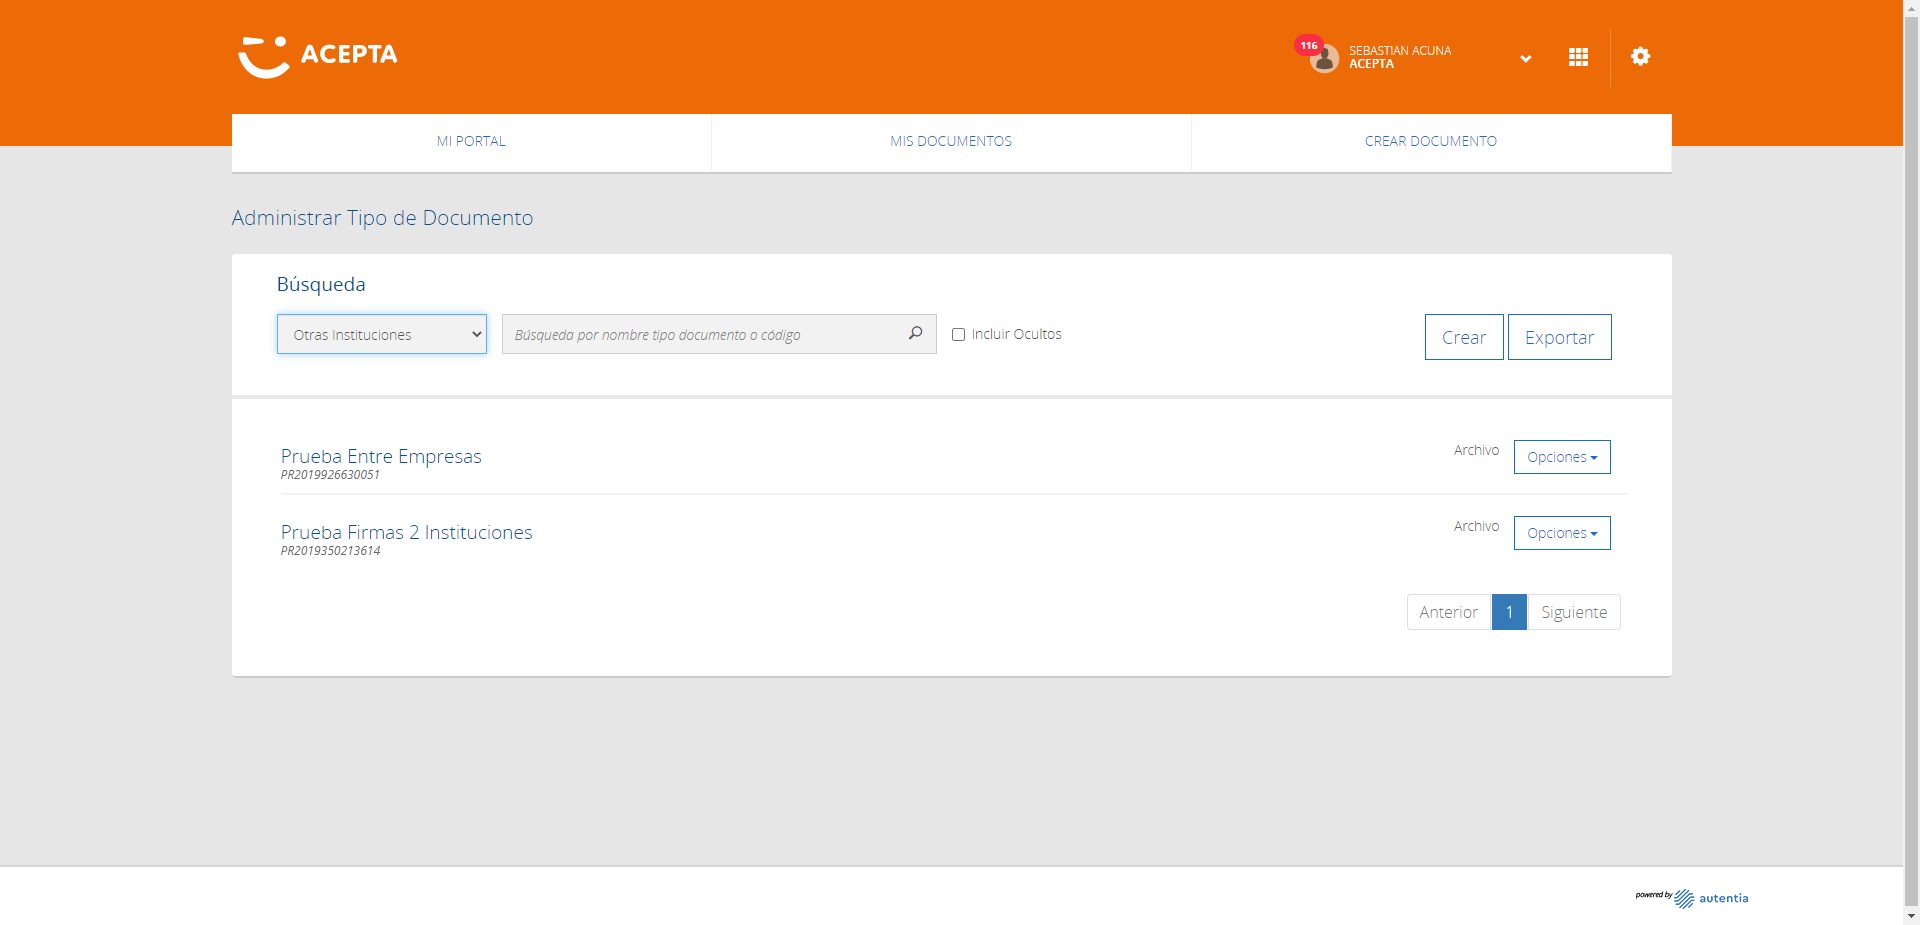 ACEPTA
116
SEBASTIAN ACUNA
ACEPTA
MI PORTAL
MIS DOCUMENTOS
CREAR DOCUMENTO
Administrar Tipo de Documento
Búsqueda
Otras Instituciones
Búsqueda por nombre tipo documento o código
Incluir Ocultos
Crear
Exportar
Prueba Entre Empresas
PR2019926630051
Archivo
Opciones
Prueba Firmas 2 Instituciones
PR2019350213614
Archivo
Opciones
Anterior
1
Siguiente
powered by autentia